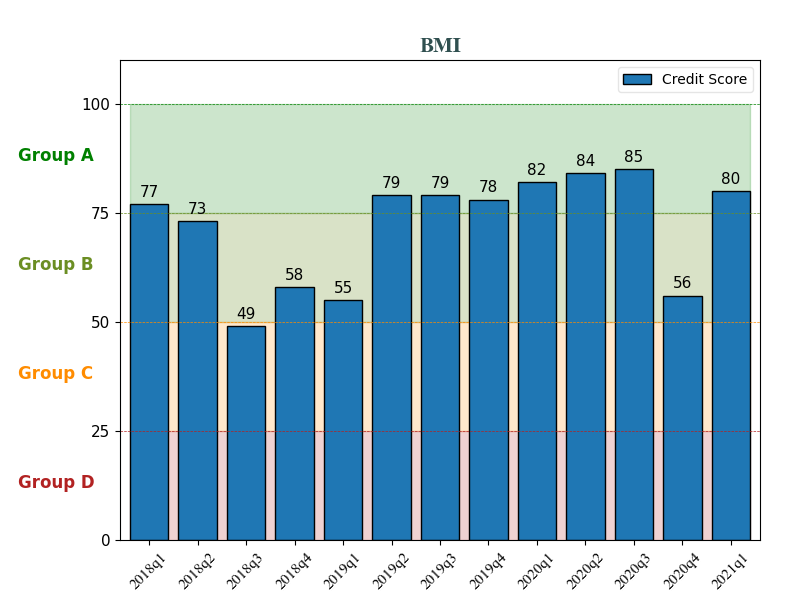 BMI
Credit Score
100
Group A
75
Group B
50
Group C
25
Group D
0
77
73
49
58
55
79
79
78
82
84
85
56
80
2018q1
2018q2
2018q3
2018q4
2019q1
2019q2
2019q3
2019q4
2020q1
2020q2
2020q3
2020q4
2021q1